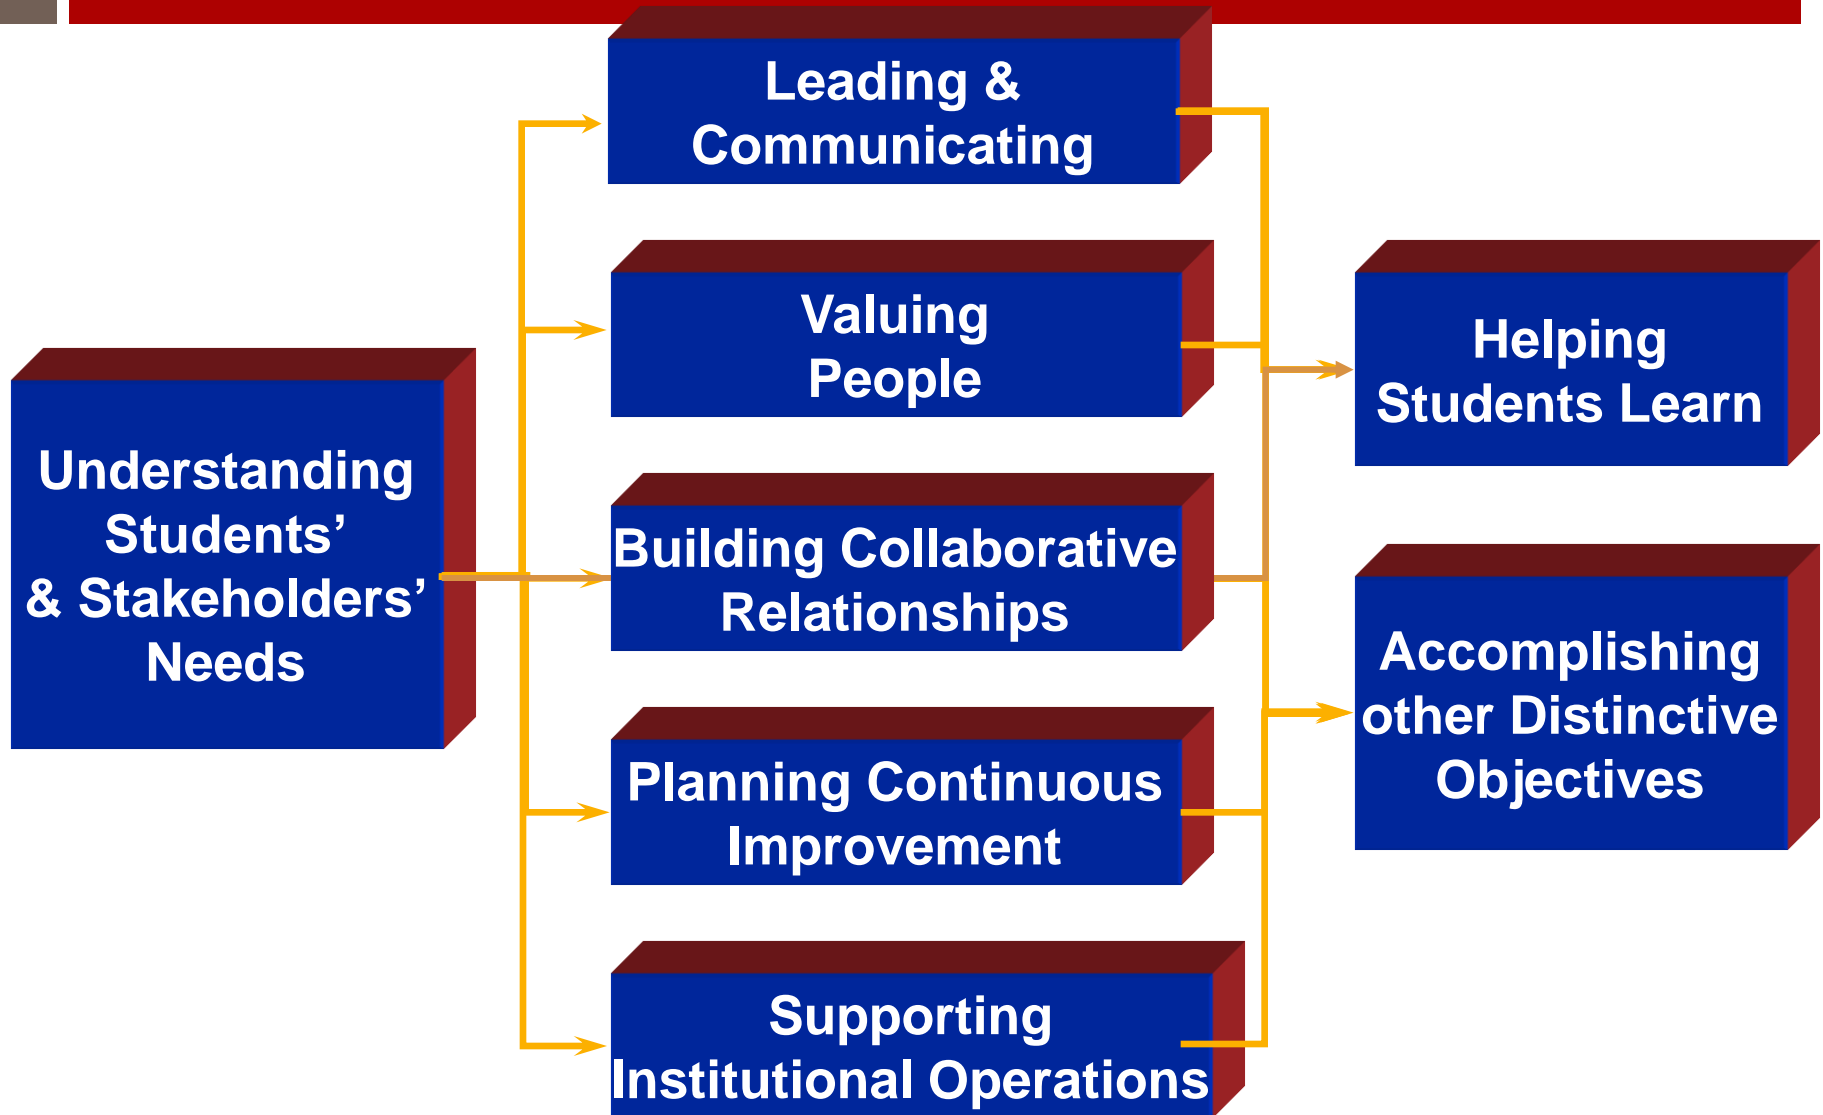 Leading &
Communicating
Valuing
People
Helping
Students Learn
Understanding
Students’
& Stakeholders’
Needs
Building Collaborative
Relationships
Accomplishing
other Distinctive
Objectives
Planning Continuous
Improvement
Supporting
Institutional Operations